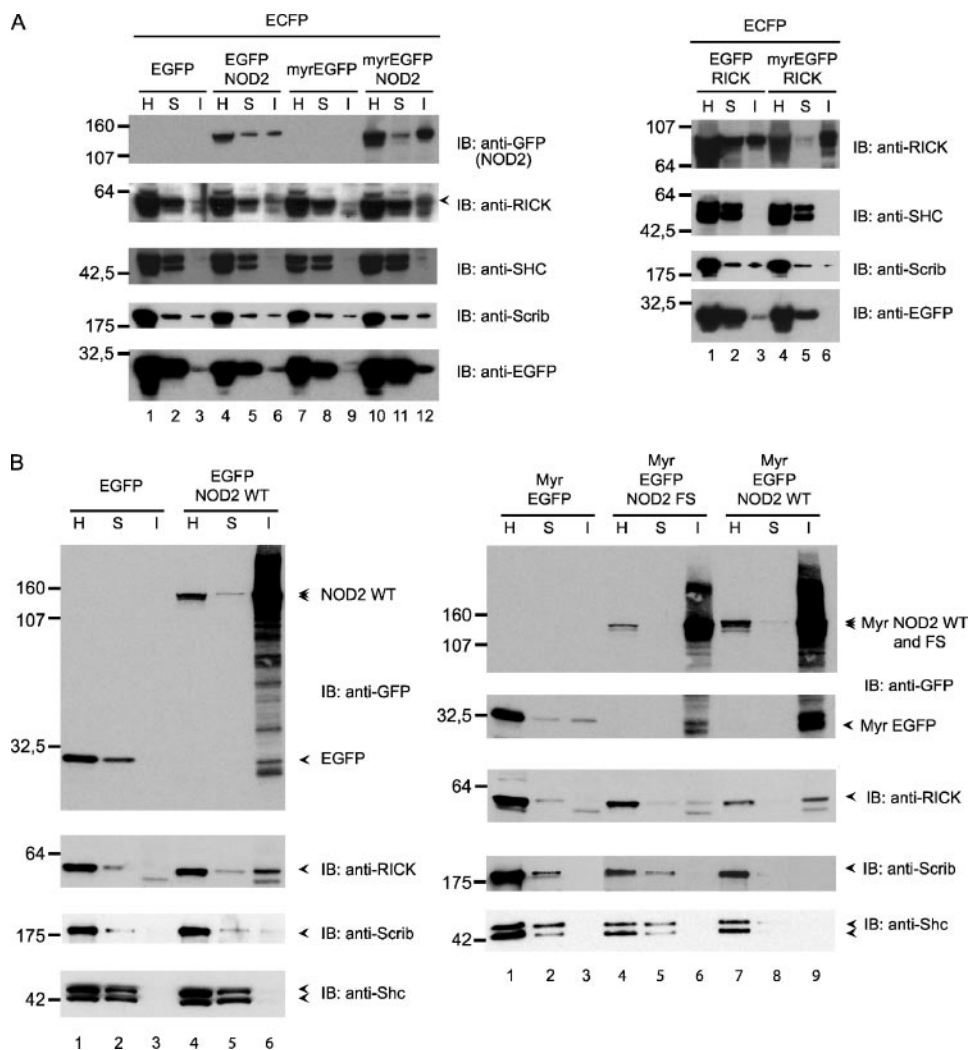 A
ECFP
EGFP EGFP NOD2 myrEGFP myrEGFP NOD2
H S I H S I H S I H S I
160
107
IB: anti-GFP
(NOD2)
64
IB: anti-RICK
42,5
IB: anti-SHC
175
IB: anti-Scrib
32,5
IB: anti-EGFP
1 2 3 4 5 6 7 8 9 10 11 12
ECFP
EGFP RICK myrEGFP RICK
H S I H S I
107
64
IB: anti-RICK
42,5
IB: anti-SHC
175
IB: anti-Scrib
32,5
IB: anti-EGFP
1 2 3 4 5 6
B
EGFP EGFP NOD2 WT
H S I H S I
160
107
NOD2 WT
IB: anti-GFP
32,5
EGFP
64
IB: anti-RICK
175
IB: anti-Scrib
42
IB: anti-Shc
1 2 3 4 5 6
Myr EGFP Myr EGFP NOD2 FS Myr EGFP NOD2 WT
H S I H S I H S I
160
107
Myr NOD2 WT
and FS
IB: anti-GFP
32,5
Myr EGFP
64
IB: anti-RICK
175
IB: anti-Scrib
42
IB: anti-Shc
1 2 3 4 5 6 7 8 9